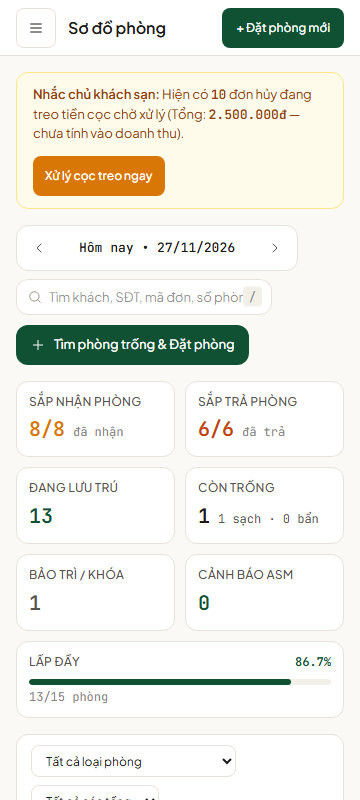 Sơ đồ phòng
+ Đặt phòng mới
Nhắc chủ khách sạn: Hiện có 10 đơn hủy đang
treo tiền cọc chờ xử lý (Tổng: 2.500.000đ —
chưa tính vào doanh thu).
Xử lý cọc treo ngay
Hôm nay • 27/11/2026
Tìm khách, SĐT, mã đơn, số phòn /
Tìm phòng trống & Đặt phòng
SẮP NHẬN PHÒNG
8/8 đã nhận
SẮP TRẢ PHÒNG
6/6 đã trả
ĐANG LƯU TRÚ
13
CÒN TRỐNG
1 1 sạch · 0 bẩn
BẢO TRÌ / KHÓA
1
CẢNH BÁO ASM
0
LẤP ĐẦY 86.7%
13/15 phòng
Tất cả loại phòng